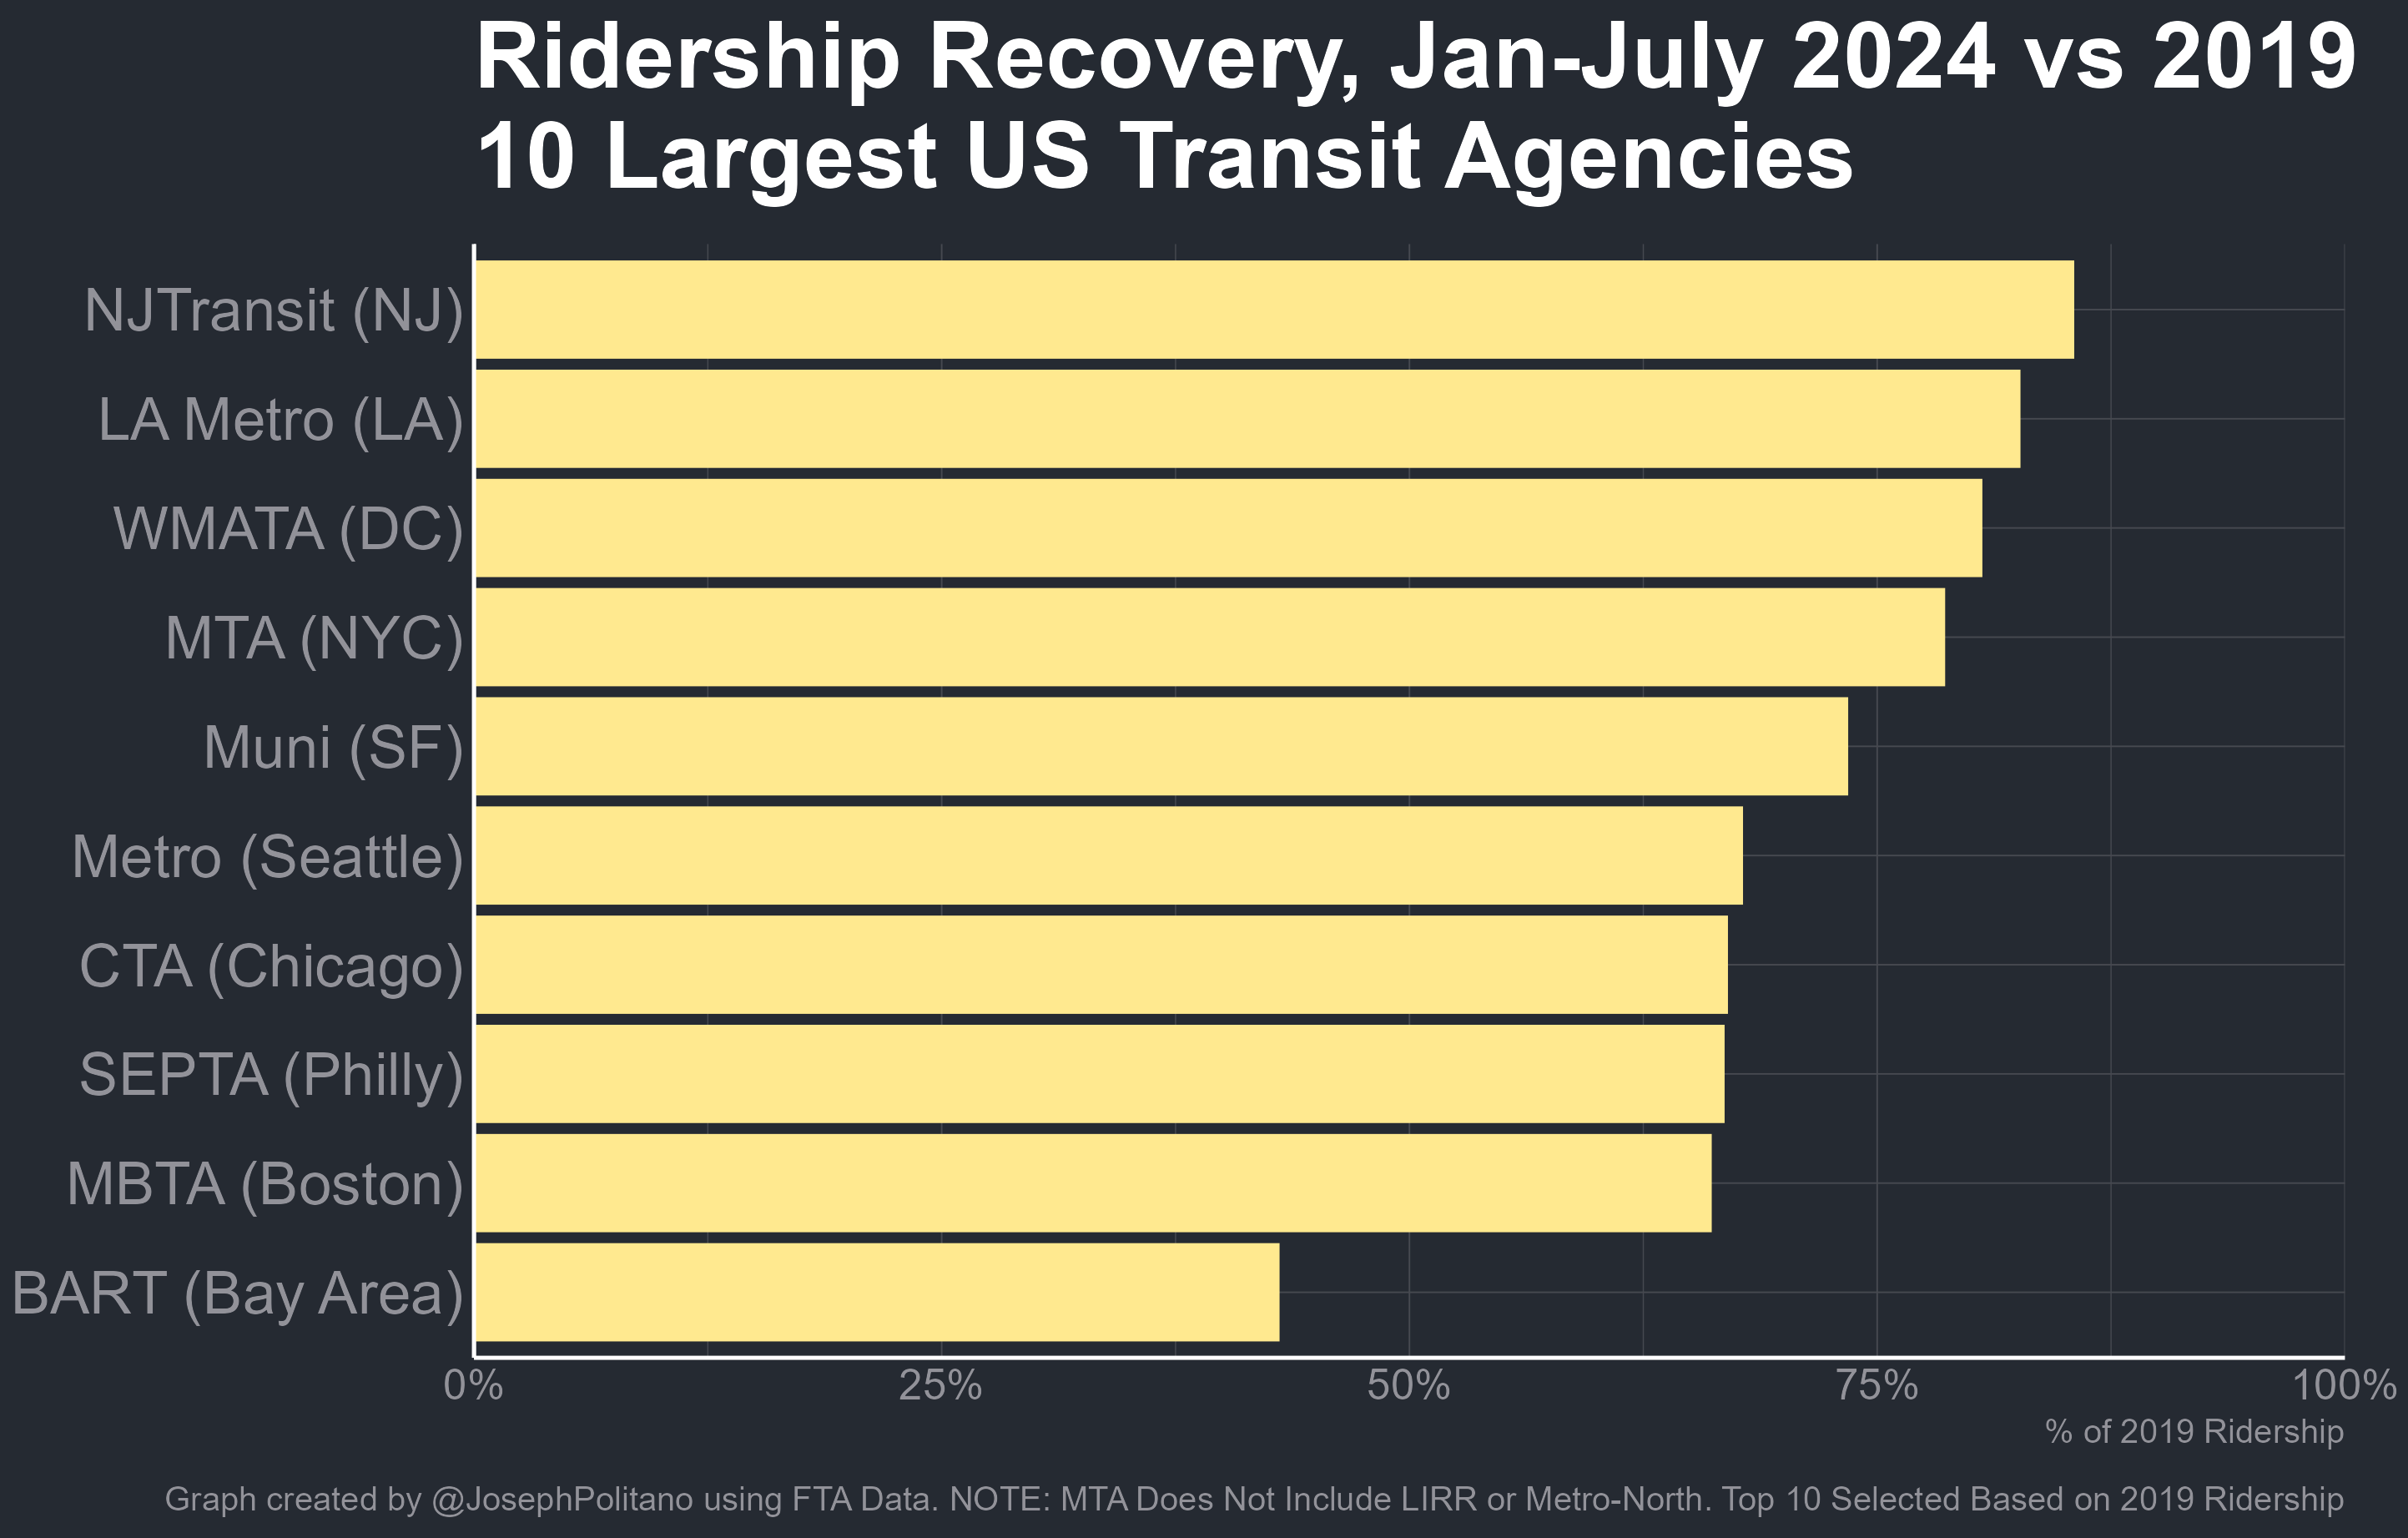 Ridership Recovery, Jan-July 2024 vs 2019
10 Largest US Transit Agencies
NJTransit (NJ)
LA Metro (LA)
WMATA (DC)
MTA (NYC)
Muni (SF)
Metro (Seattle)
CTA (Chicago)
SEPTA (Philly)
MBTA (Boston)
BART (Bay Area)
0% 25% 50% 75% 100%
% of 2019 Ridership
Graph created by @JosephPolitano using FTA Data. NOTE: MTA Does Not Include LIRR or Metro-North. Top 10 Selected Based on 2019 Ridership